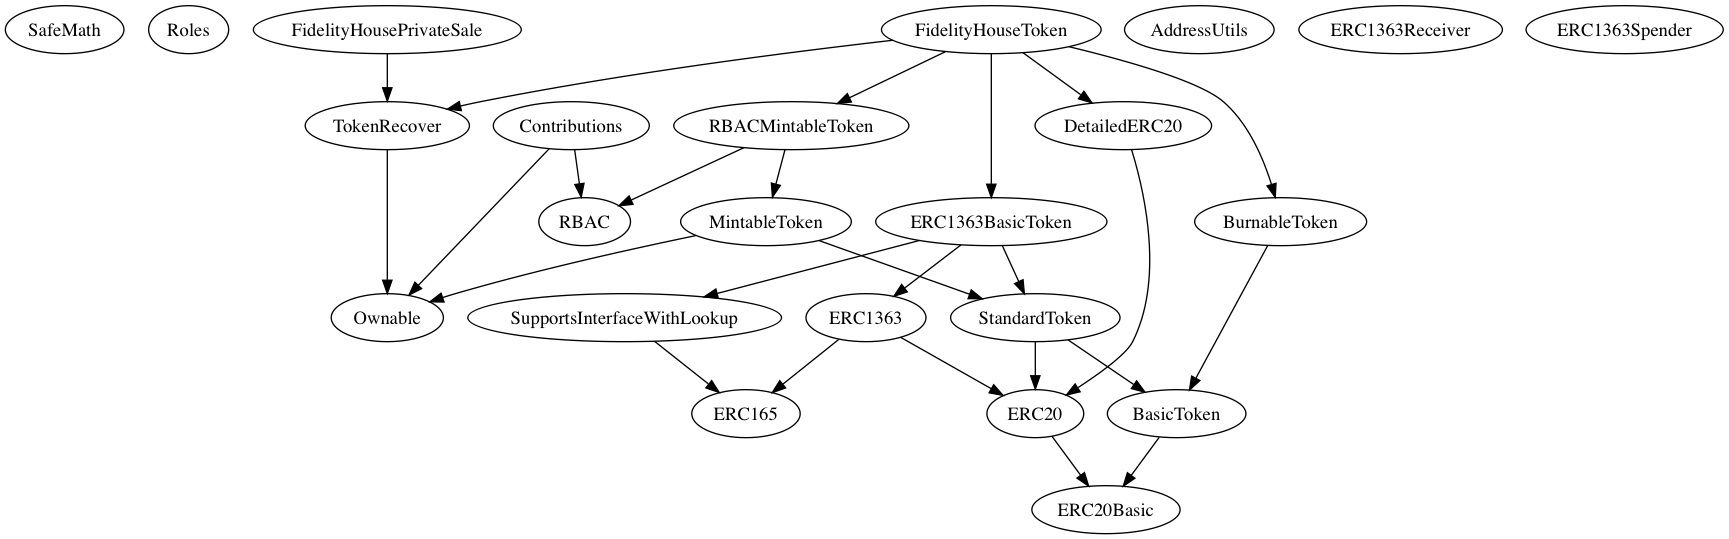 SafeMath
Roles
FidelityHousePrivateSale
FidelityHouseToken
AddressUtils
ERC1363Receiver
ERC1363Spender
TokenRecover
Contributions
RBACMintableToken
DetailedERC20
RBAC
MintableToken
ERC1363BasicToken
BurnableToken
Ownable
SupportsInterfaceWithLookup
ERC1363
StandardToken
ERC165
ERC20
BasicToken
ERC20Basic